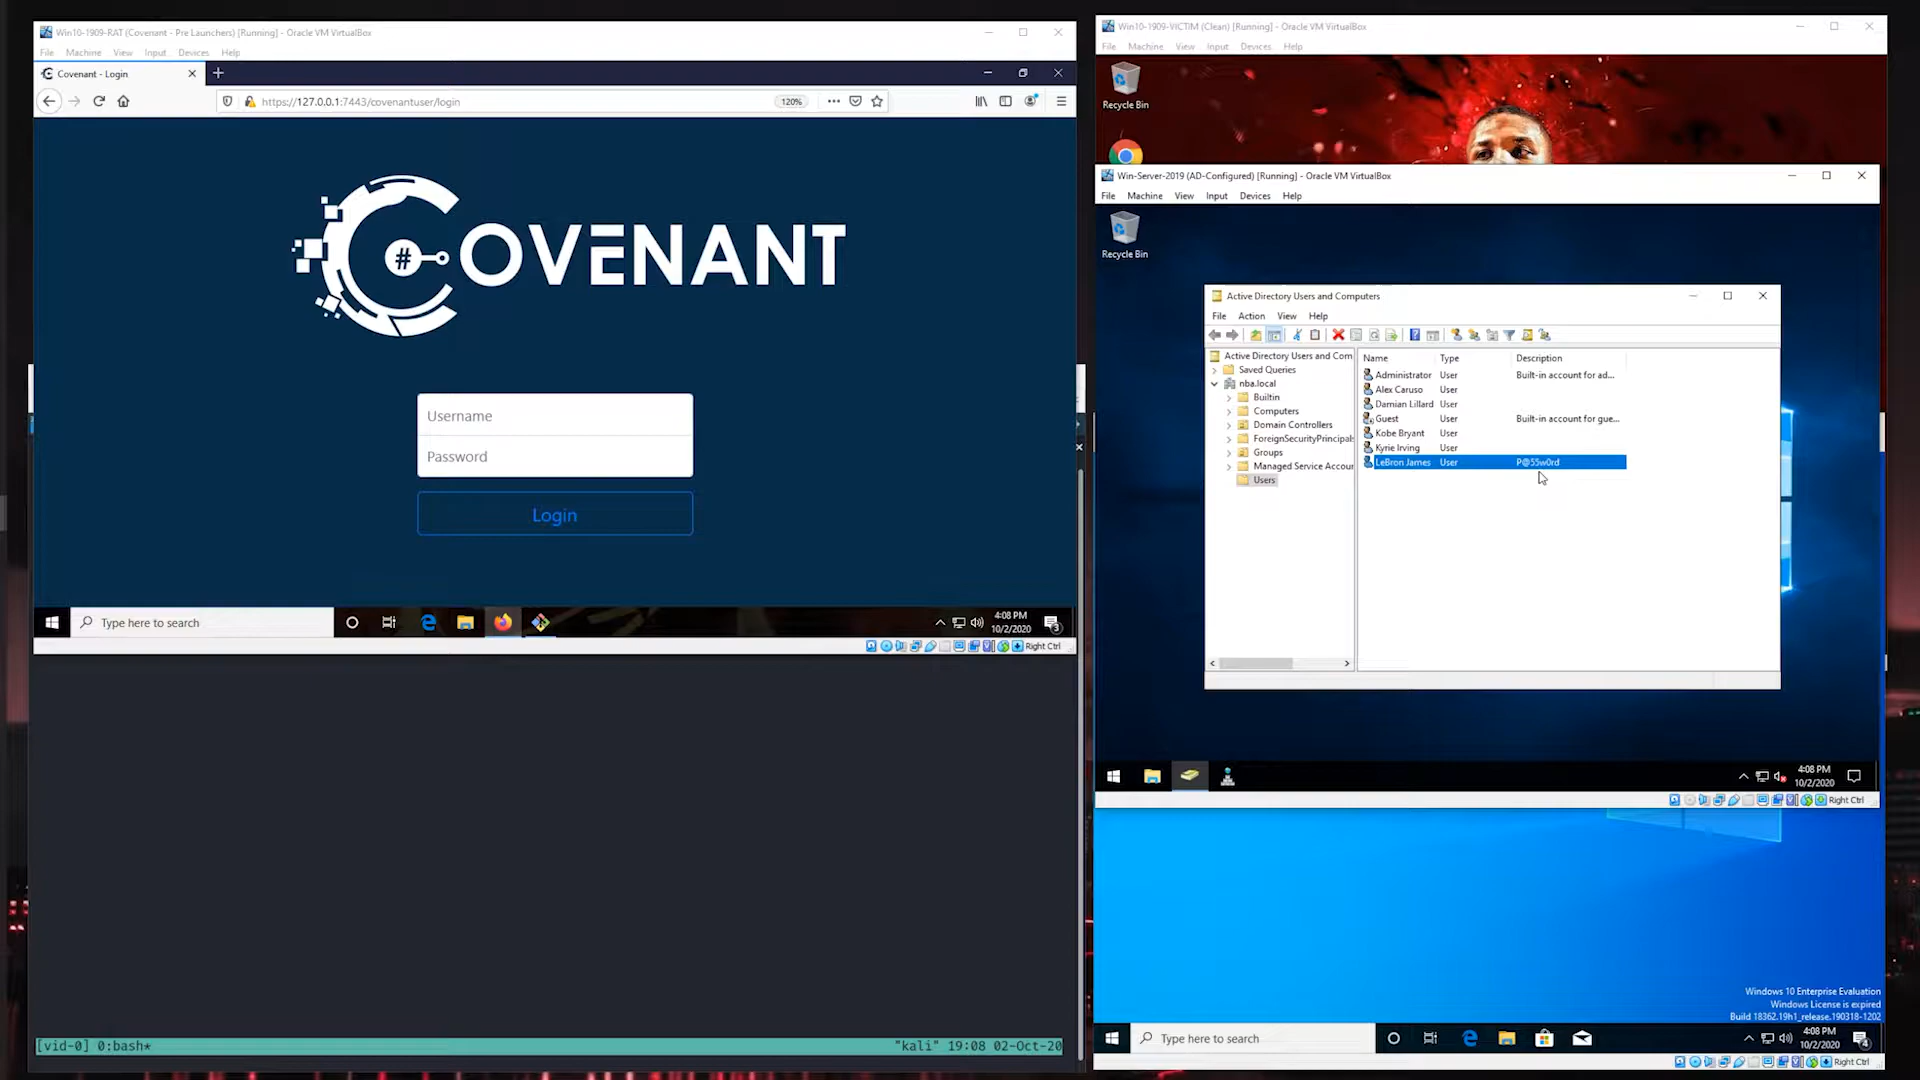 Win10-1909-RAT (Covenant - Pre Launchers) [Running] - Oracle VM VirtualBox
File Machine View Input Devices Help
Covenant - Login
https://127.0.0.1:7443/covenantuser/login
120%
COVENANT
#
Username
Password
Login
Type here to search
4:08 PM
10/2/2020
3
Right Ctrl
[vid-0] 0:bash*
"kali" 19:08 02-Oct-20
Win10-1909-VICTIM (Clean) [Running] - Oracle VM VirtualBox
File Machine View Input Devices Help
Recycle Bin
Win-Server-2019 (AD-Configured) [Running] - Oracle VM VirtualBox
File Machine View Input Devices Help
Recycle Bin
Active Directory Users and Computers
File Action View Help
Active Directory Users and Com
Saved Queries
nba.local
Builtin
Computers
Domain Controllers
ForeignSecurityPrincipals
Groups
Managed Service Accour
Users
Name Type Description
Administrator User Built-in account for ad...
Alex Caruso User
Damian Lillard User
Guest User Built-in account for gue...
Kobe Bryant User
Kyrie Irving User
LeBron James User P@55w0rd
4:08 PM
10/2/2020
Right Ctrl
Windows 10 Enterprise Evaluation
Windows License is expired
Build 18362.19h1_release.190318-1202
Type here to search
4:08 PM
10/2/2020
4
Right Ctrl